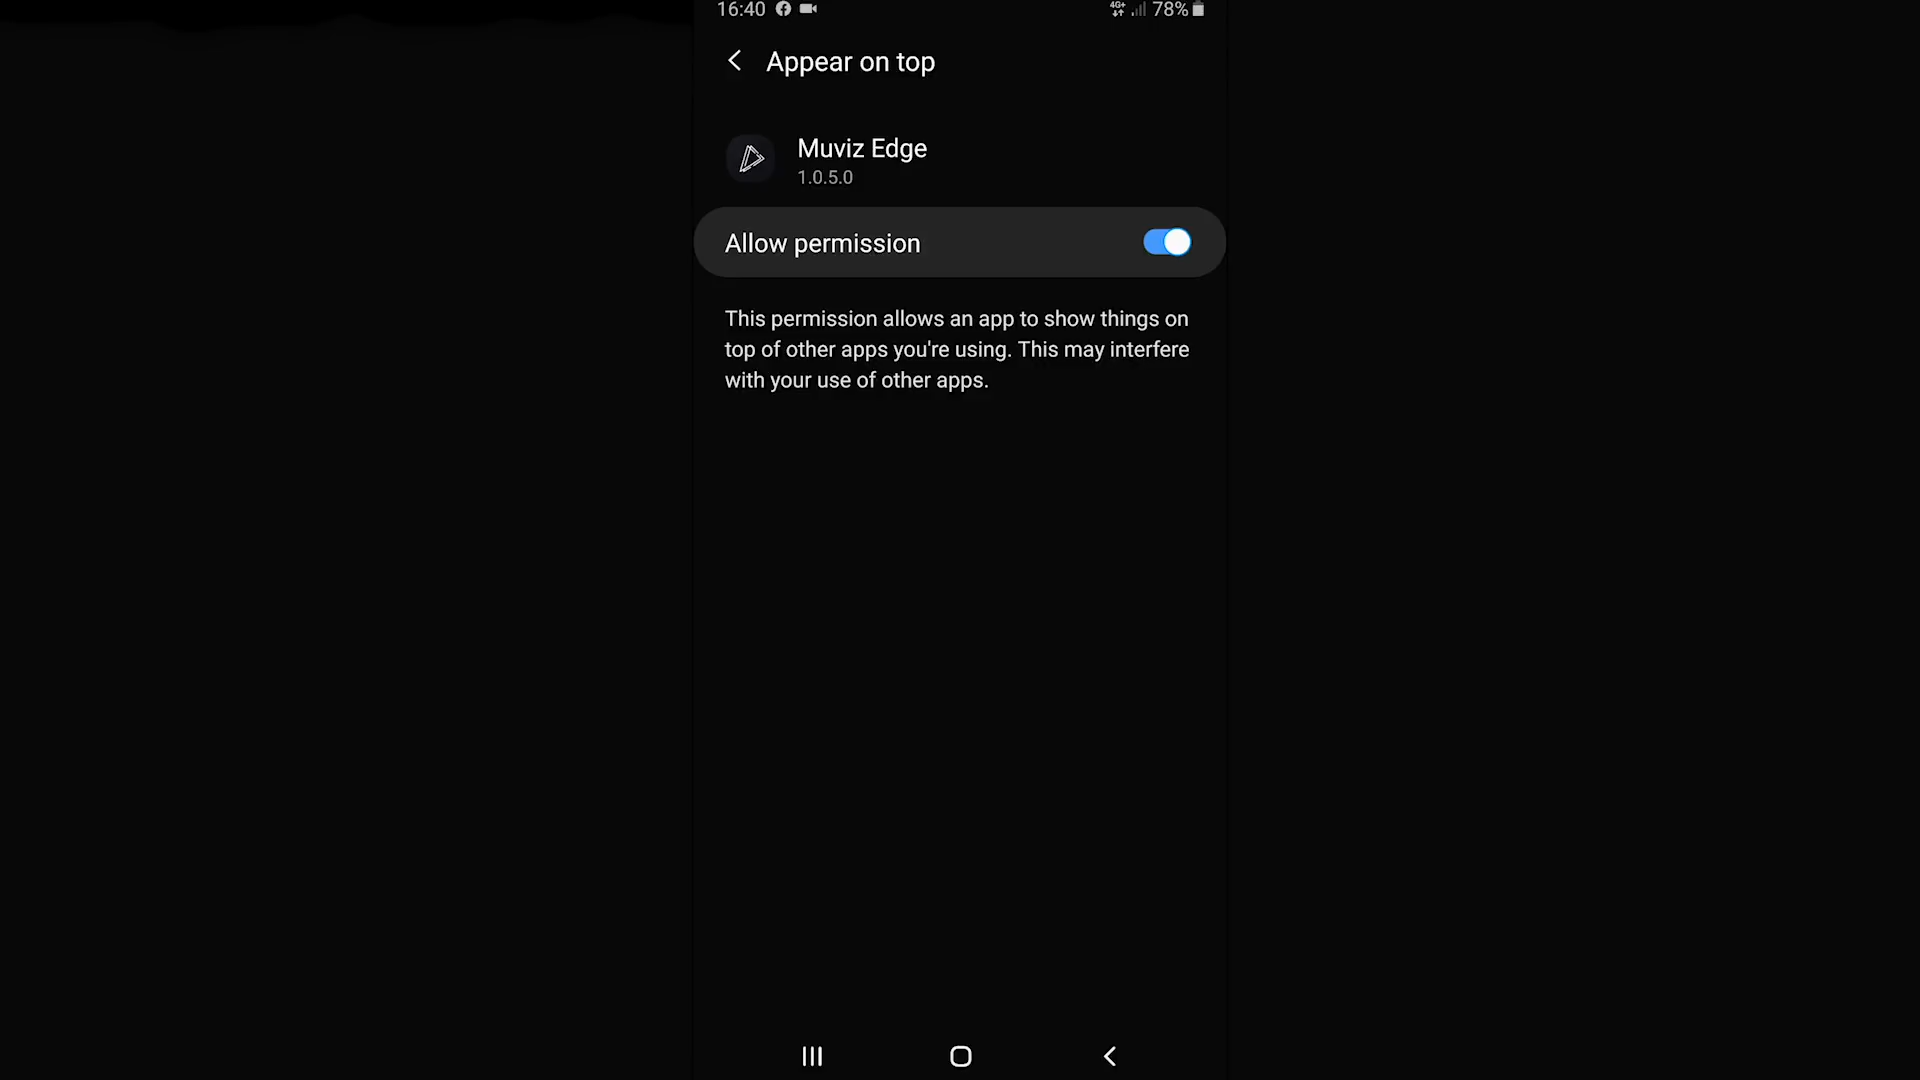 16:40 4G+ 78%
Appear on top
Muviz Edge
1.0.5.0
Allow permission
This permission allows an app to show things on
top of other apps you're using. This may interfere
with your use of other apps.